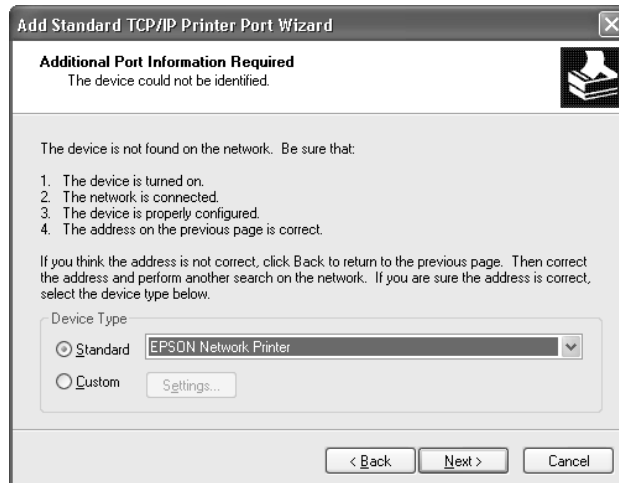 Add Standard TCP/IP Printer Port Wizard
Additional Port Information Required
The device could not be identified.
The device is not found on the network. Be sure that:
1. The device is turned on.
2. The network is connected.
3. The device is properly configured.
4. The address on the previous page is correct.
If you think the address is not correct, click Back to return to the previous page. Then correct
the address and perform another search on the network. If you are sure the address is correct,
select the device type below.
Device Type
Standard EPSON Network Printer
Custom Settings...
< Back Next > Cancel